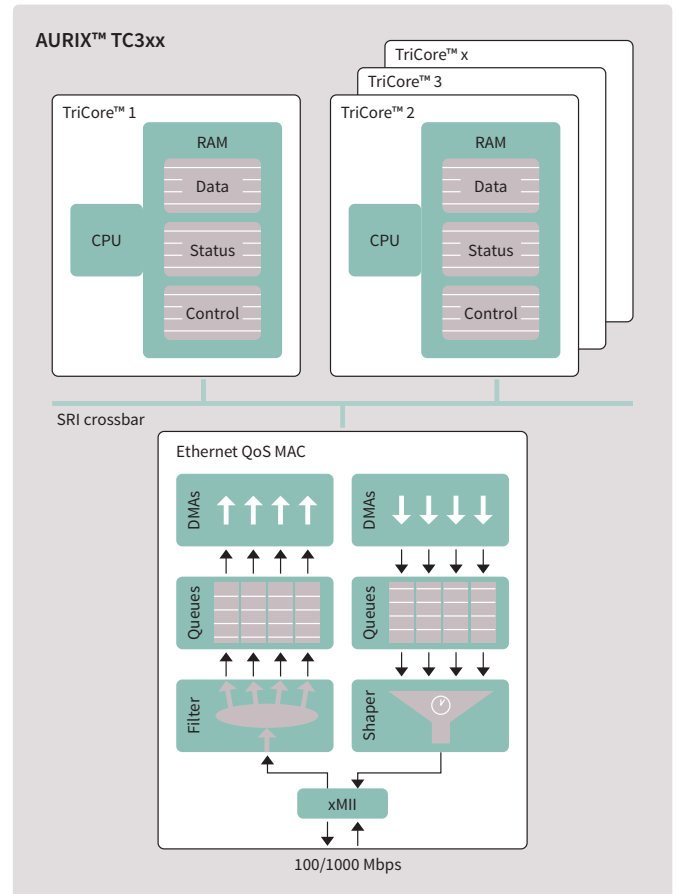 AURIX™ TC3xx
TriCore™ x
TriCore™ 3
TriCore™ 1
TriCore™ 2
RAM
Data
CPU
Status
Control
RAM
Data
CPU
Status
Control
SRI crossbar
Ethernet QoS MAC
DMAs
DMAs
Queues
Queues
Filter
Shaper
xMII
100/1000 Mbps